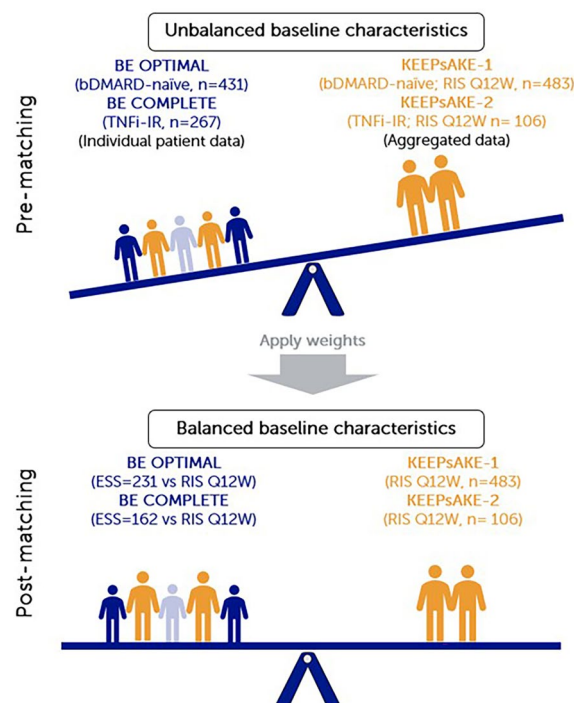 Unbalanced baseline characteristics
Pre-matching
BE OPTIMAL
(bDMARD-naïve, n=431)
BE COMPLETE
(TNFi-IR, n=267)
(Individual patient data)
KEEPsAKE-1
(bDMARD-naïve; RIS Q12W, n=483)
KEEPsAKE-2
(TNFi-IR; RIS Q12W n= 106)
(Aggregated data)
Apply weights
Balanced baseline characteristics
Post-matching
BE OPTIMAL
(ESS=231 vs RIS Q12W)
BE COMPLETE
(ESS=162 vs RIS Q12W)
KEEPsAKE-1
(RIS Q12W, n=483)
KEEPsAKE-2
(RIS Q12W, n= 106)